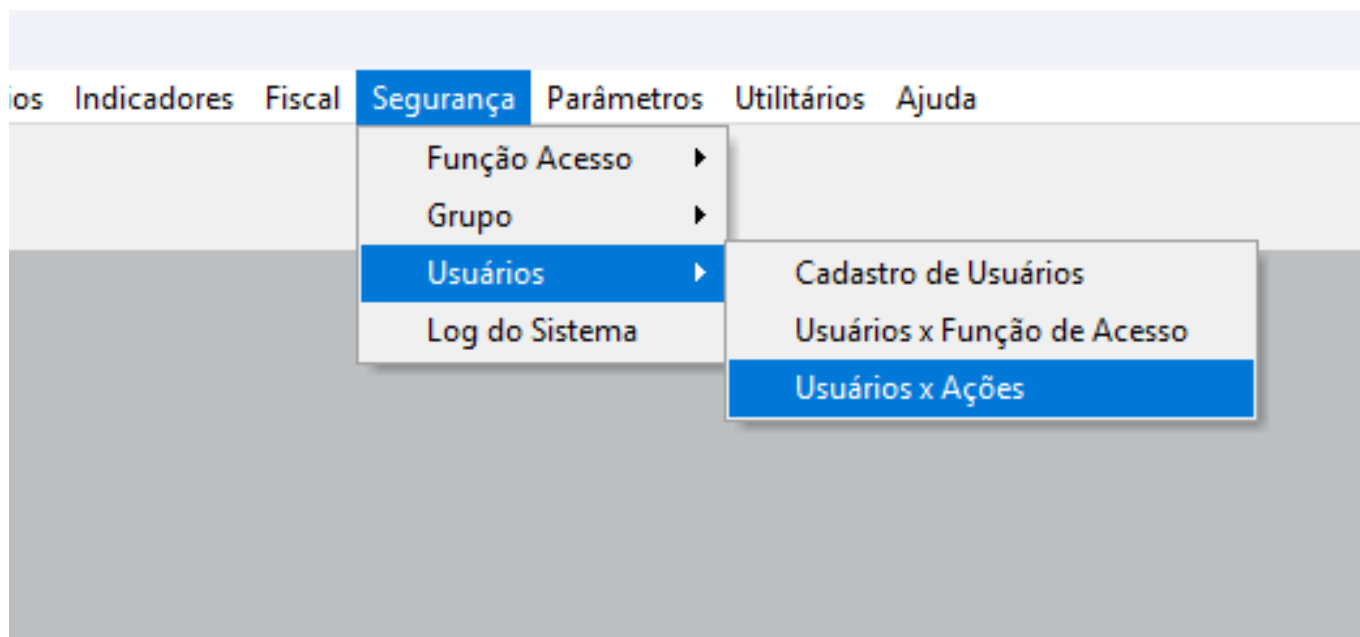 ios Indicadores Fiscal Segurança Parâmetros Utilitários Ajuda
Função Acesso
Grupo
Usuários
Log do Sistema
Cadastro de Usuários
Usuários x Função de Acesso
Usuários x Ações